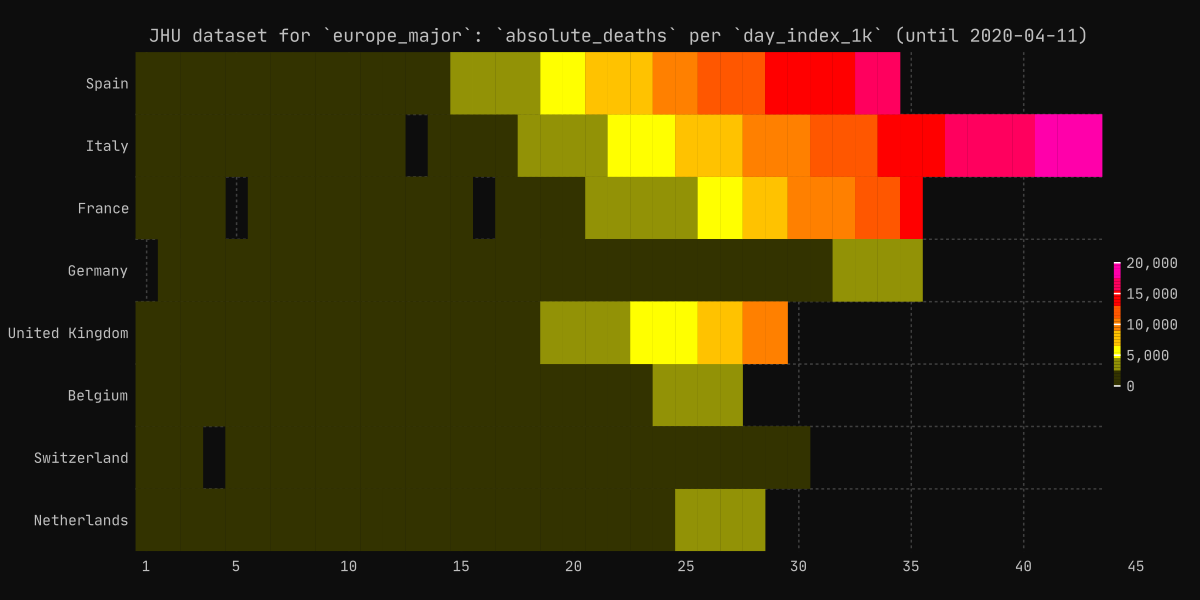 JHU dataset for `europe_major`: `absolute_deaths` per `day_index_1k` (until 2020-04-11)
Spain
Italy
France
Germany
United Kingdom
Belgium
Switzerland
Netherlands
20,000
15,000
10,000
5,000
0
1 5 10 15 20 25 30 35 40 45